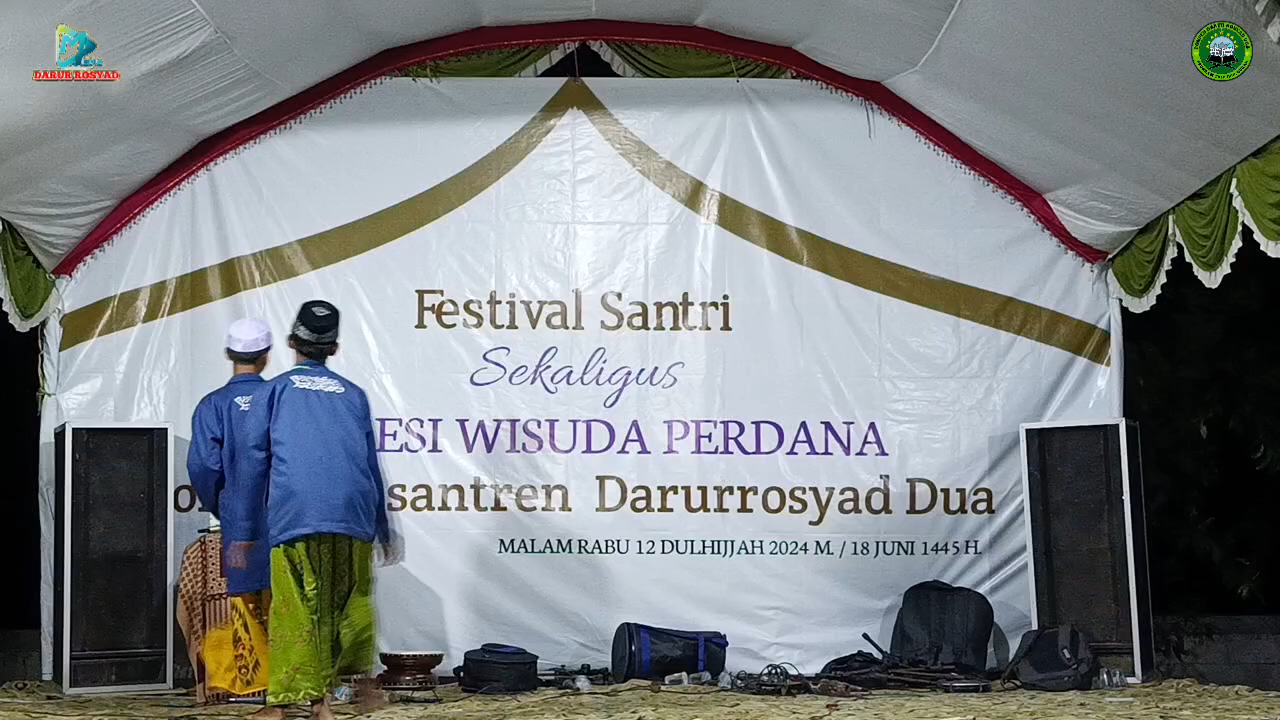 DARUR ROSYAD
Festival Santri
Sekaligus
ESI WISUDA PERDANA
santren Darurrosyad Dua
MALAM RABU 12 DULHIJJAH 2024 M. / 18 JUNI 1445 H.